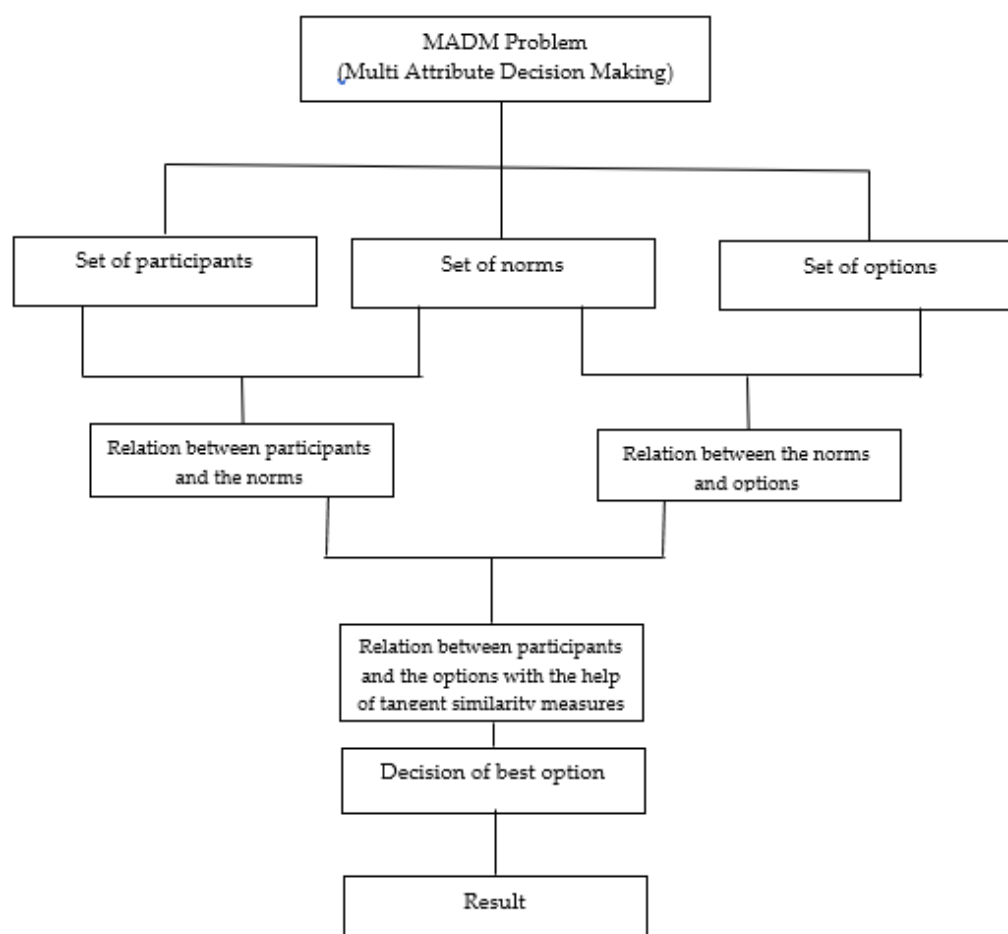 MADM Problem
(Multi Attribute Decision Making)
Set of participants
Set of norms
Set of options
Relation between participants
and the norms
Relation between the norms
and options
Relation between participants
and the options with the help
of tangent similarity measures
Decision of best option
Result